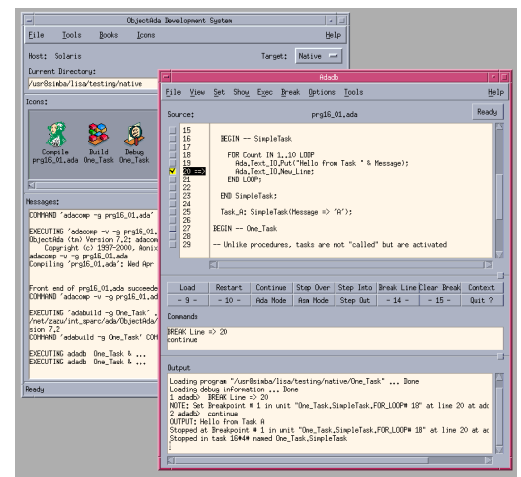 ObjectAda Development System
File Tools Books Icons Help
Host: Solaris Target: Native
Current Directory:
/usr8simba/lisa/testing/native
Icons:
Compile Build Debug
prg16_01.ada One_Task One_Task
Messages:
COMMAND 'adacomp -g prg16_01.ada'
EXECUTING 'adacomp -v -g prg16_01.a
ObjectAda (tm) Version 7.2: adacom
Copyright (c) 1997-2000, Aonix
adacomp -v -g prg16_01.ada
Compiling 'prg16_01.ada': Wed Apr
Front end of prg16_01.ada succeede
COMMAND 'adacomp -v -g prg16_01.ad
EXECUTING 'adabuild -g One_Task' .
/net/zazu/int_sparc/ada/ObjectAda/
sion 7.2
COMMAND 'adabuild -g One_Task' COM
EXECUTING adadb One_Task & ...
EXECUTING adadb One_Task & ...
Ready
Adadb
File View Set Show Exec Break Options Tools Help
Source: prg16_01.ada Ready
15
16 BEGIN -- SimpleTask
17
18 FOR Count IN 1..10 LOOP
19 Ada.Text_IO.Put("Hello from Task " & Message);
20 ==> Ada.Text_IO.New_Line;
21 END LOOP;
22
23 END SimpleTask;
24
25 Task_A: SimpleTask(Message => 'A');
26
27 BEGIN -- One_Task
28
29 -- Unlike procedures, tasks are not "called" but are activated
Load Restart Continue Step Over Step Into Break Line Clear Break Context
- 9 - - 10 - Ada Mode Asm Mode Step Out - 14 - - 15 - Quit ?
Commands
BREAK Line => 20
continue
Output
Loading program "/usr8simba/lisa/testing/native/One_Task" ... Done
Loading debug information ... Done
1 adadb> BREAK Line => 20
NOTE: Set Breakpoint # 1 in unit "One_Task.SimpleTask.FOR_LOOP# 18" at line 20 at adc
2 adadb> continue
OUTPUT: Hello from Task A
Stopped at Breakpoint # 1 in unit "One_Task.SimpleTask.FOR_LOOP# 18" at line 20 at ac
Stopped in task 16#4# named One_Task.SimpleTask